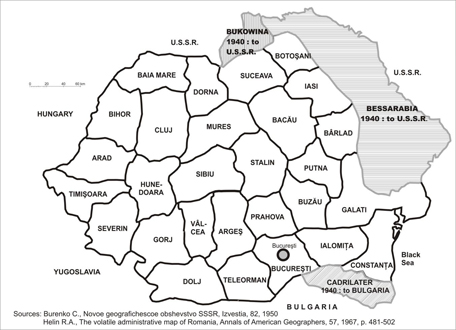 BUKOWINA
1940 : to
U.S.S.R.
U.S.S.R.
BOTOŞANI
BAIA MARE
SUCEAVA
DORNA
IASI
U.S.S.R.
0 20 40 60 km
HUNGARY
BIHOR
CLUJ
MURES
BACĂU
BESSARABIA
1940 : to U.S.S.R.
BÂRLAD
ARAD
STALIN
PUTNA
HUNE-
DOARA
SIBIU
TIMIŞOARA
BUZĂU
GALATI
SEVERIN
GORJ
VÂL-
CEA
ARGEŞ
PRAHOVA
IALOMIŢA
Bucureşti
BUCUREŞTI
CONSTANŢA
Black
Sea
YUGOSLAVIA
DOLJ
TELEORMAN
CADRILATER
1940 : to BULGARIA
BULGARIA
Sources: Burenko C., Novoe geografichescoe obshevstvo SSSR, Izvestia, 82, 1950
Helin R.A., The volatile administrative map of Romania, Annals of American Geographers, 57, 1967, p. 481-502